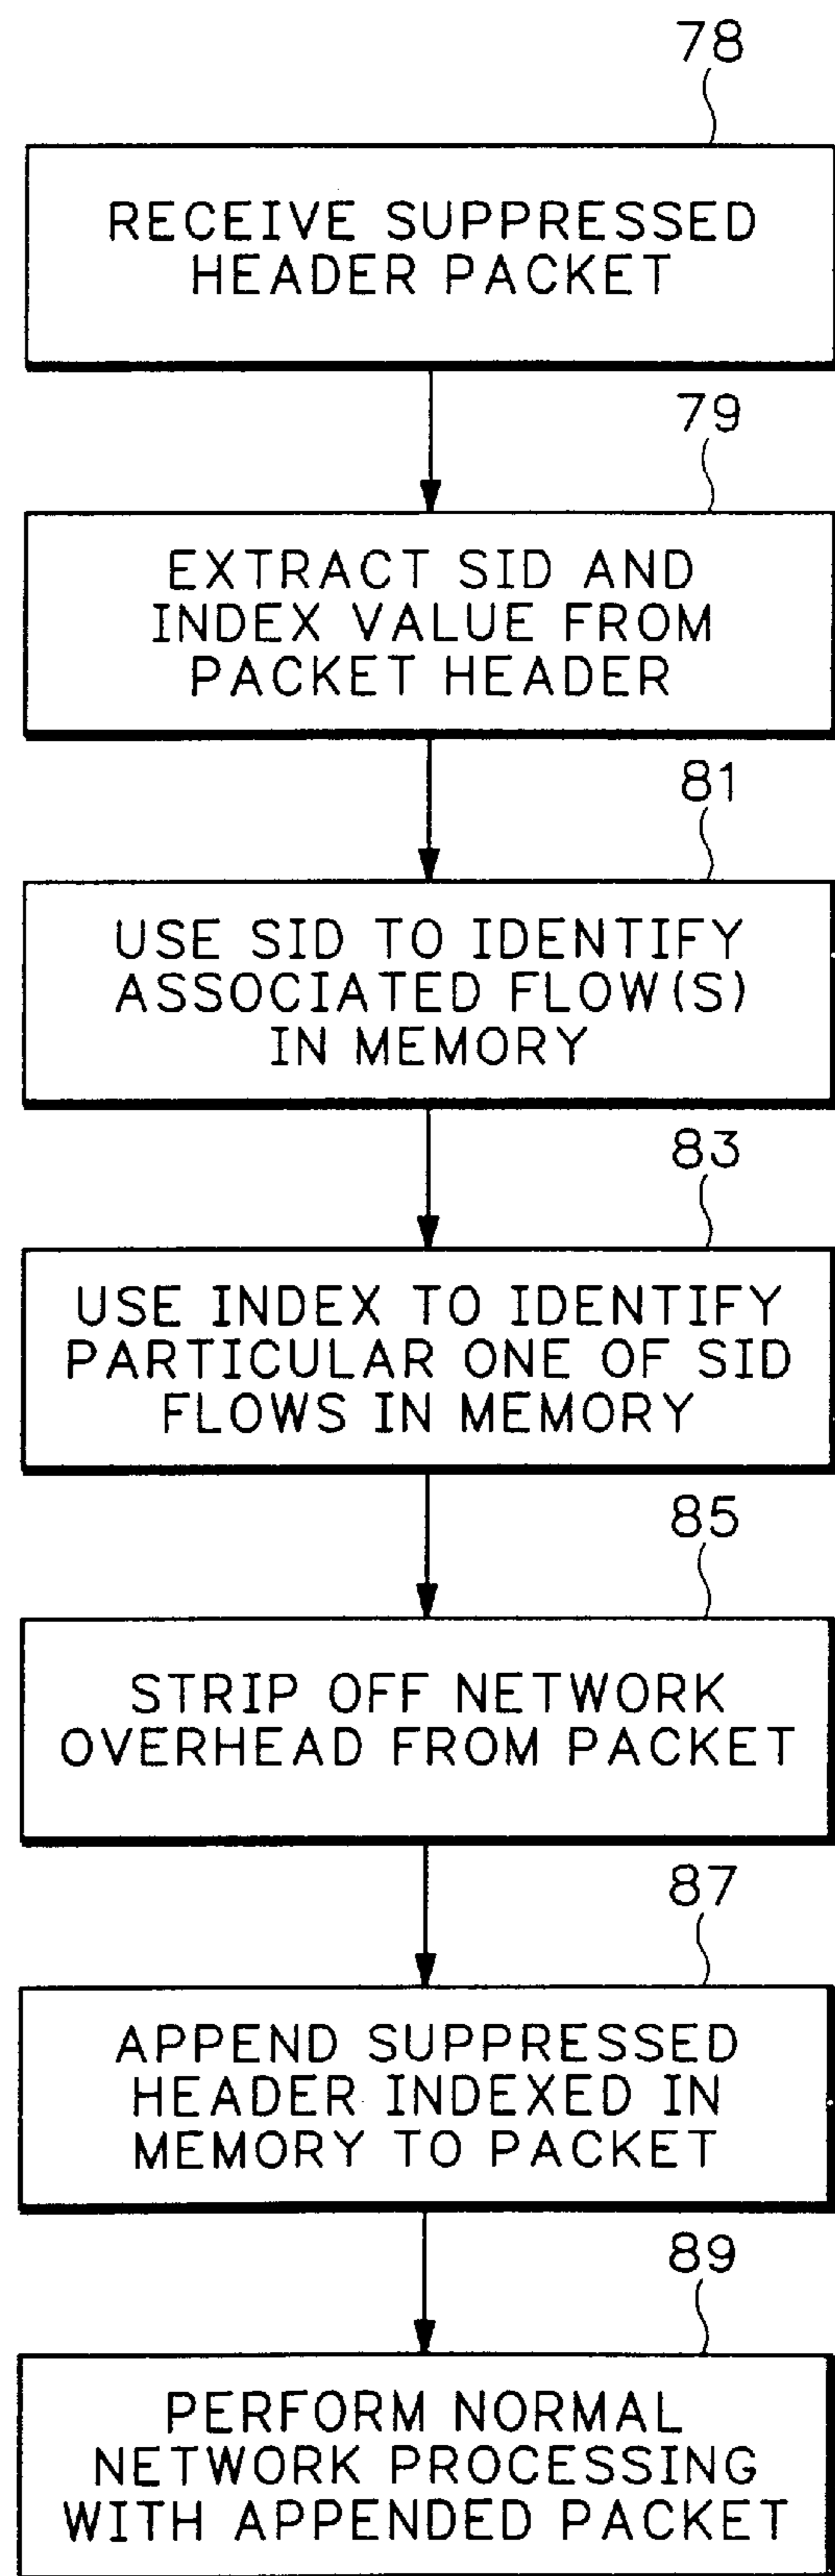 78
RECEIVE SUPPRESSED
HEADER PACKET
79
EXTRACT SID AND
INDEX VALUE FROM
PACKET HEADER
81
USE SID TO IDENTIFY
ASSOCIATED FLOW(S)
IN MEMORY
83
USE INDEX TO IDENTIFY
PARTICULAR ONE OF SID
FLOWS IN MEMORY
85
STRIP OFF NETWORK
OVERHEAD FROM PACKET
87
APPEND SUPPRESSED
HEADER INDEXED IN
MEMORY TO PACKET
89
PERFORM NORMAL
NETWORK PROCESSING
WITH APPENDED PACKET